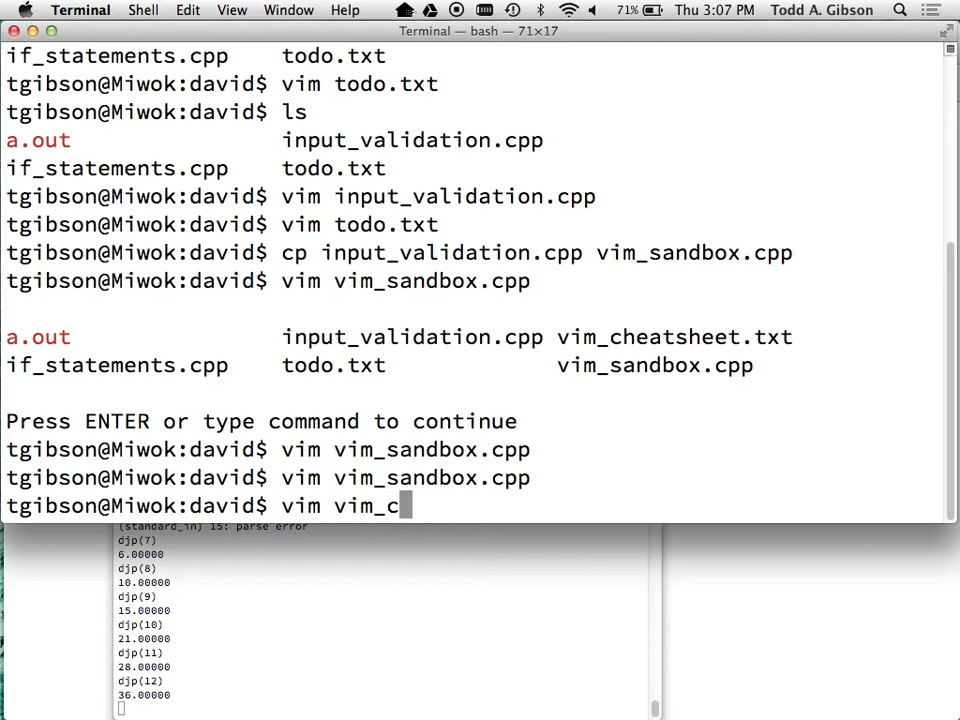 Terminal Shell Edit View Window Help 71% Thu 3:07 PM Todd A. Gibson
Terminal — bash — 71×17
if_statements.cpp todo.txt
tgibson@Miwok:david$ vim todo.txt
tgibson@Miwok:david$ ls
a.out input_validation.cpp
if_statements.cpp todo.txt
tgibson@Miwok:david$ vim input_validation.cpp
tgibson@Miwok:david$ vim todo.txt
tgibson@Miwok:david$ cp input_validation.cpp vim_sandbox.cpp
tgibson@Miwok:david$ vim vim_sandbox.cpp
a.out input_validation.cpp vim_cheatsheet.txt
if_statements.cpp todo.txt vim_sandbox.cpp
Press ENTER or type command to continue
tgibson@Miwok:david$ vim vim_sandbox.cpp
tgibson@Miwok:david$ vim vim_sandbox.cpp
tgibson@Miwok:david$ vim vim_c
(standard_in) 15: parse error
djp(7)
6.00000
djp(8)
10.00000
djp(9)
15.00000
djp(10)
21.00000
djp(11)
28.00000
djp(12)
36.00000